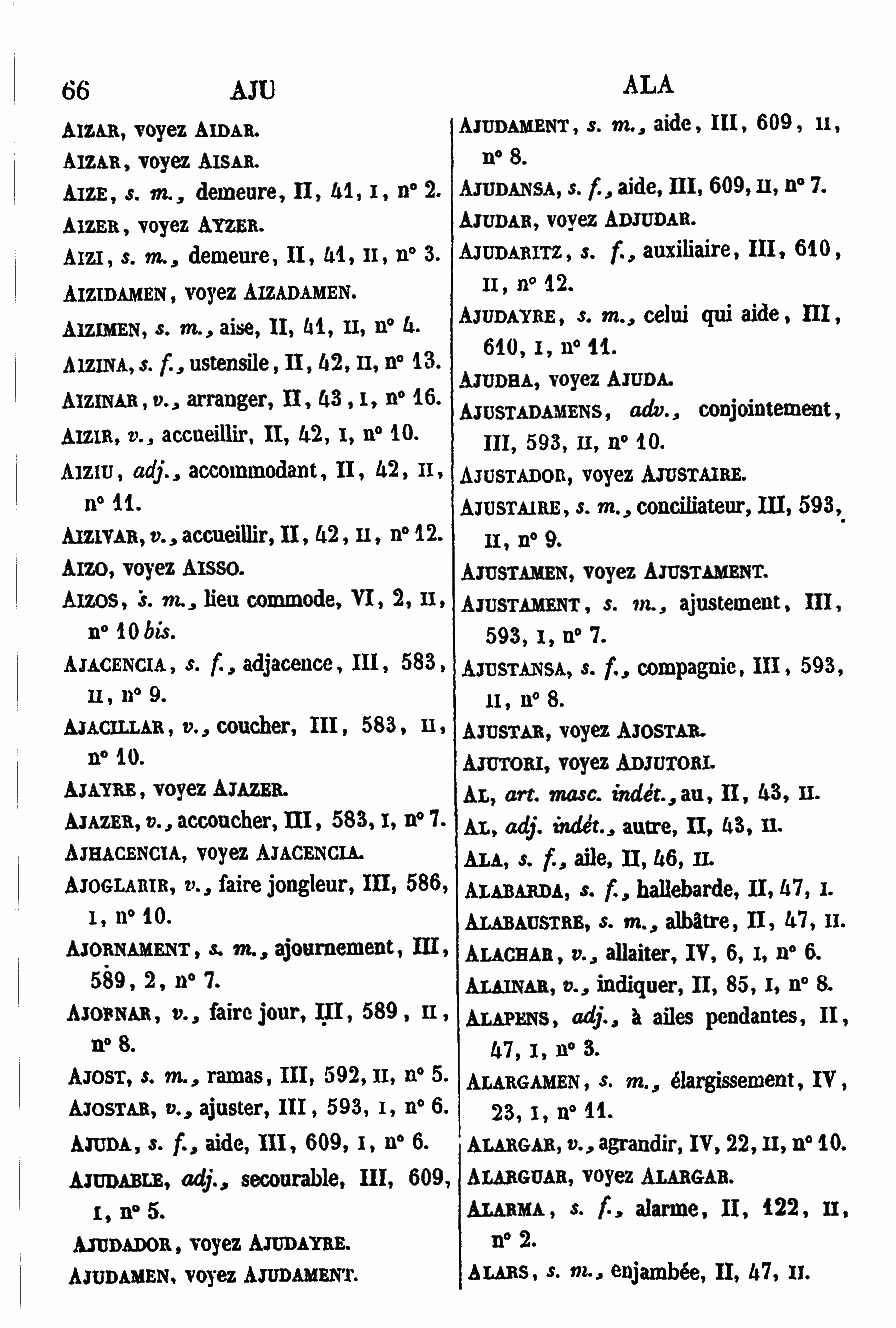 66 AJU
AIZAR, voyez AIDAR.
AIZAR, voyez AISAR.
AIZE, s. m., demeure, II, 41, I, n° 2.
AIZER, voyez AYZER.
AIZI, s. m., demeure, II, 41, II, n° 3.
AIZIDAMEN, voyez AIZADAMEN.
AIZIMEN, s. m., aise, II, 41, II, n° 4.
AIZINA, s. f., ustensile, II, 42, II, n° 13.
AIZINAR, v., arranger, II, 43, I, n° 16.
AIZIR, v., accueillir, II, 42, I, n° 10.
AIZIU, adj., accommodant, II, 42, II,
n° 11.
AIZIVAR, v., accueillir, II, 42, II, n° 12.
AIZO, voyez AISSO.
AIZOS, s. m., lieu commode, VI, 2, II,
n° 10 bis.
AJACENCIA, s. f., adjacence, III, 583,
II, n° 9.
AJACILLAR, v., coucher, III, 583, II,
n° 10.
AJAYRE, voyez AJAZER.
AJAZER, v., accoucher, III, 583, I, n° 7.
AJHACENCIA, voyez AJACENCIA.
AJOGLARIR, v., faire jongleur, III, 586,
I, n° 10.
AJORNAMENT, s. m., ajournement, III,
589, 2, n° 7.
AJORNAR, v., faire jour, III, 589, II,
n° 8.
AJOST, s. m., ramas, III, 592, II, n° 5.
AJOSTAR, v., ajuster, III, 593, I, n° 6.
AJUDA, s. f., aide, III, 609, I, n° 6.
AJUDABLE, adj., secourable, III, 609,
I, n° 5.
AJUDADOR, voyez AJUDAYRE.
AJUDAMEN, voyez AJUDAMENT.
ALA
AJUDAMENT, s. m., aide, III, 609, II,
n° 8.
AJUDANSA, s. f., aide, III, 609, II, n° 7.
AJUDAR, voyez ADJUDAR.
AJUDARITZ, s. f., auxiliaire, III, 610,
II, n° 12.
AJUDAYRE, s. m., celui qui aide, III,
610, I, n° 11.
AJUDHA, voyez AJUDA.
AJUSTADAMENS, adv., conjointement,
III, 593, II, n° 10.
AJUSTADOR, voyez AJUSTAIRE.
AJUSTAIRE, s. m., conciliateur, III, 593,
II, n° 9.
AJUSTAMEN, voyez AJUSTAMENT.
AJUSTAMENT, s. m., ajustement, III,
593, I, n° 7.
AJUSTANSA, s. f., compagnie, III, 593,
II, n° 8.
AJUSTAR, voyez AJOSTAR.
AJUTORI, voyez ADJUTORI.
AL, art. masc. indét., au, II, 43, II.
AL, adj. indét., autre, II, 43, II.
ALA, s. f., aile, II, 46, II.
ALABARDA, s. f., hallebarde, II, 47, I.
ALABAUSTRE, s. m., albâtre, II, 47, II.
ALACHAR, v., allaiter, IV, 6, I, n° 6.
ALAINAR, v., indiquer, II, 85, I, n° 8.
ALAPENS, adj., à ailes pendantes, II,
47, I, n° 3.
ALARGAMEN, s. m., élargissement, IV,
23, I, n° 11.
ALARGAR, v., agrandir, IV, 22, II, n° 10.
ALARGUAR, voyez ALARGAR.
ALARMA, s. f., alarme, II, 122, II,
n° 2.
ALARS, s. m., enjambée, II, 47, II.